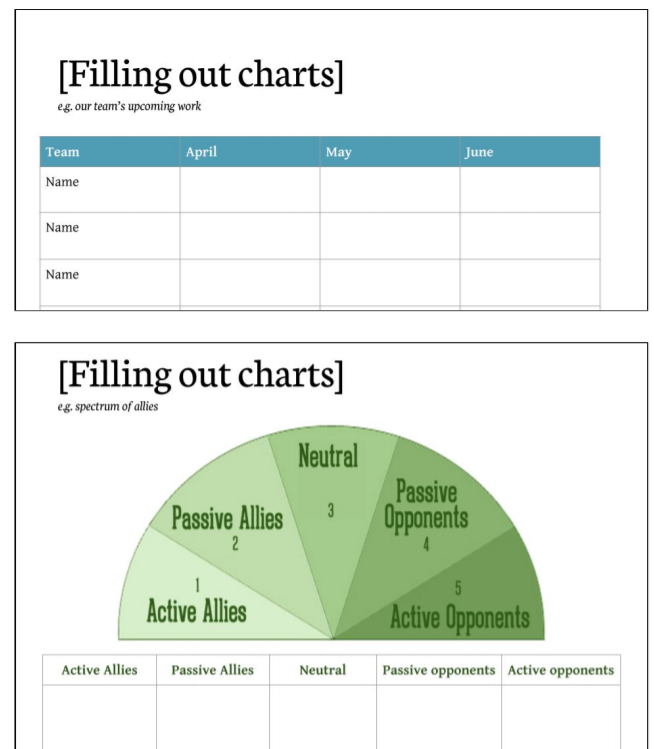 [Filling out charts]
e.g. our team's upcoming work
Team April May June
Name
Name
Name
[Filling out charts]
e.g. spectrum of allies
Neutral
3
Passive Allies
2
Passive
Opponents
4
1
Active Allies
5
Active Opponents
Active Allies Passive Allies Neutral Passive opponents Active opponents